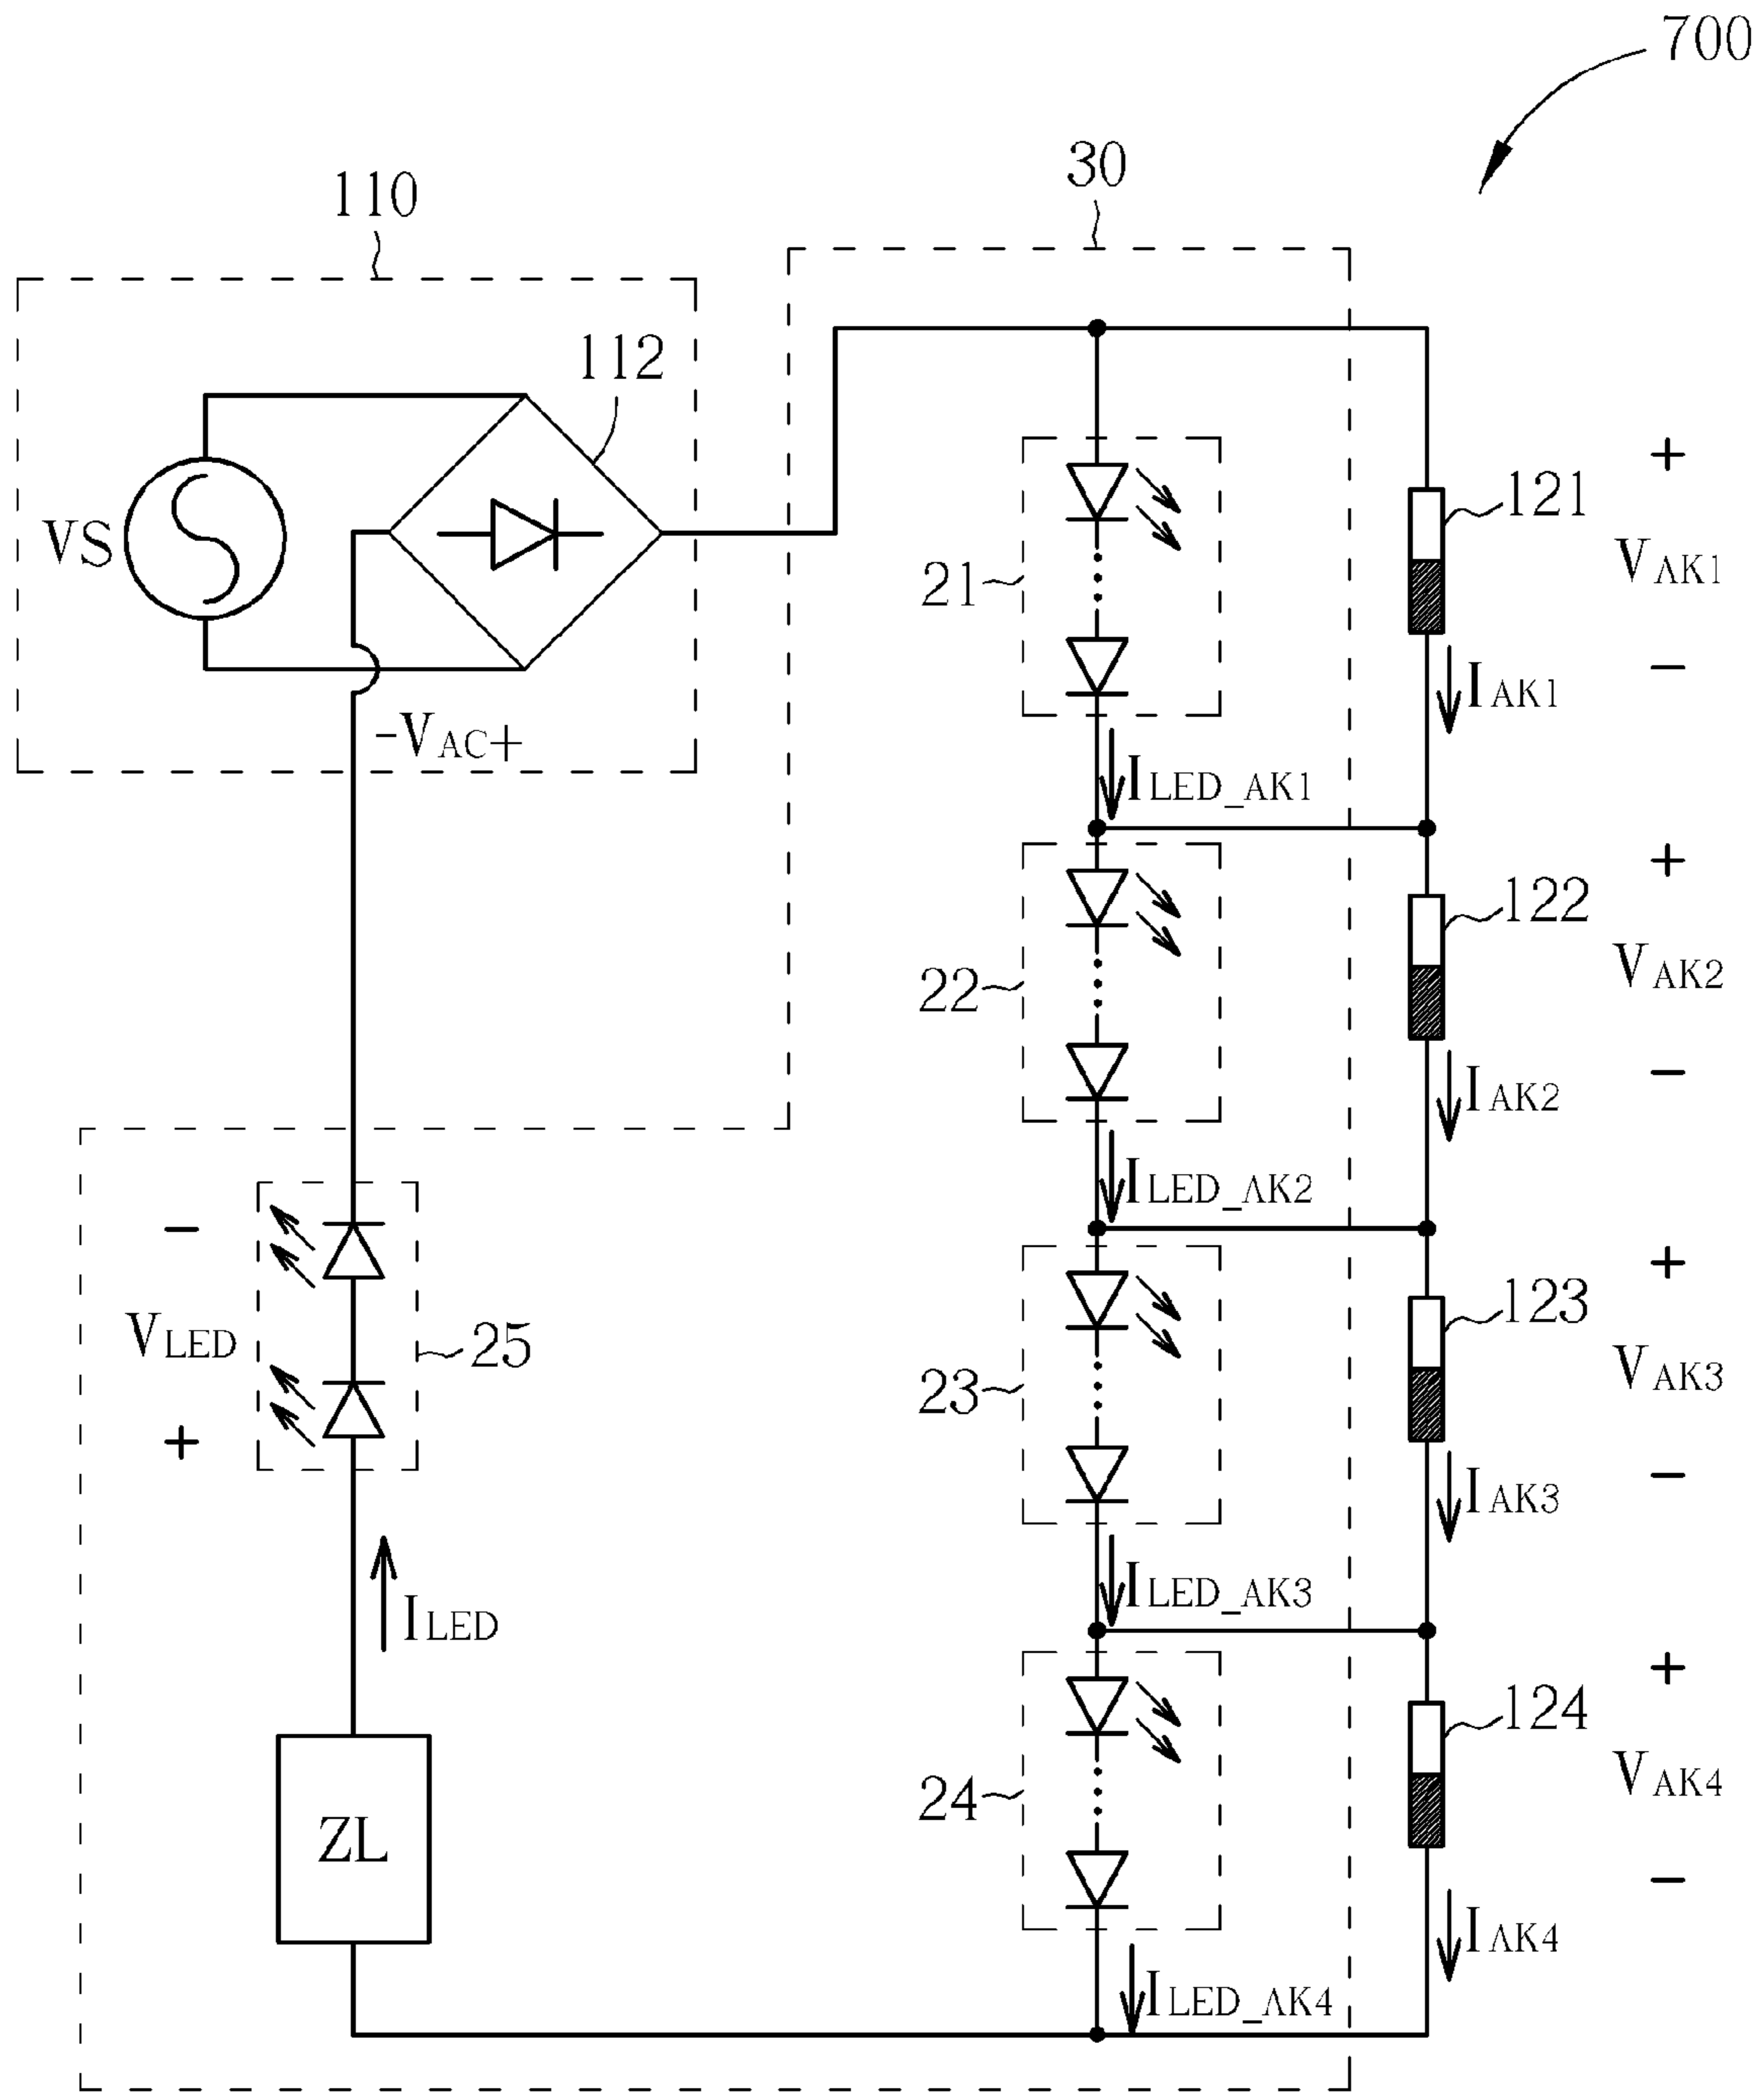 700
30
110
112
VS
-VAC+
21
+
121
VAK1
-
IAK1
ILED_AK1
22
+
122
VAK2
-
IAK2
ILED_AK2
-
VLED
+
25
23
+
123
VAK3
-
IAK3
ILED_AK3
ILED
ZL
24
+
124
VAK4
-
IAK4
ILED_AK4